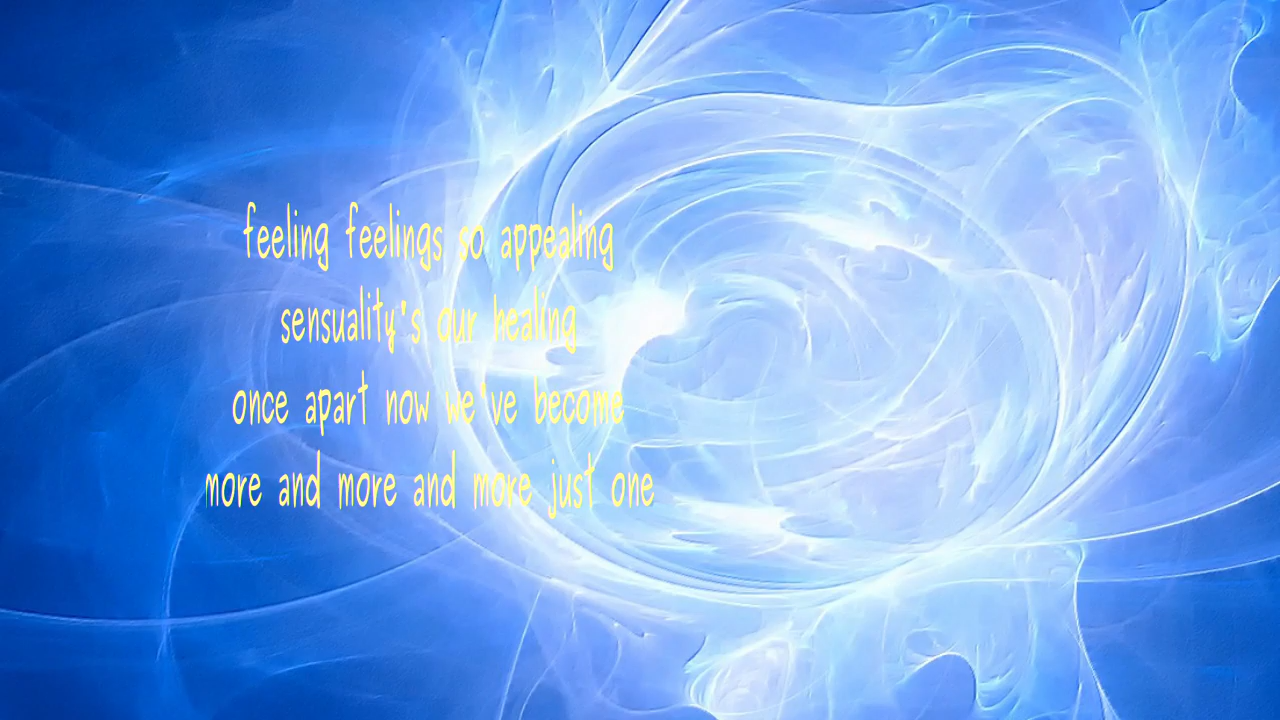 feeling feelings so appealing
sensuality's our healing
once apart now we've become
more and more and more just one